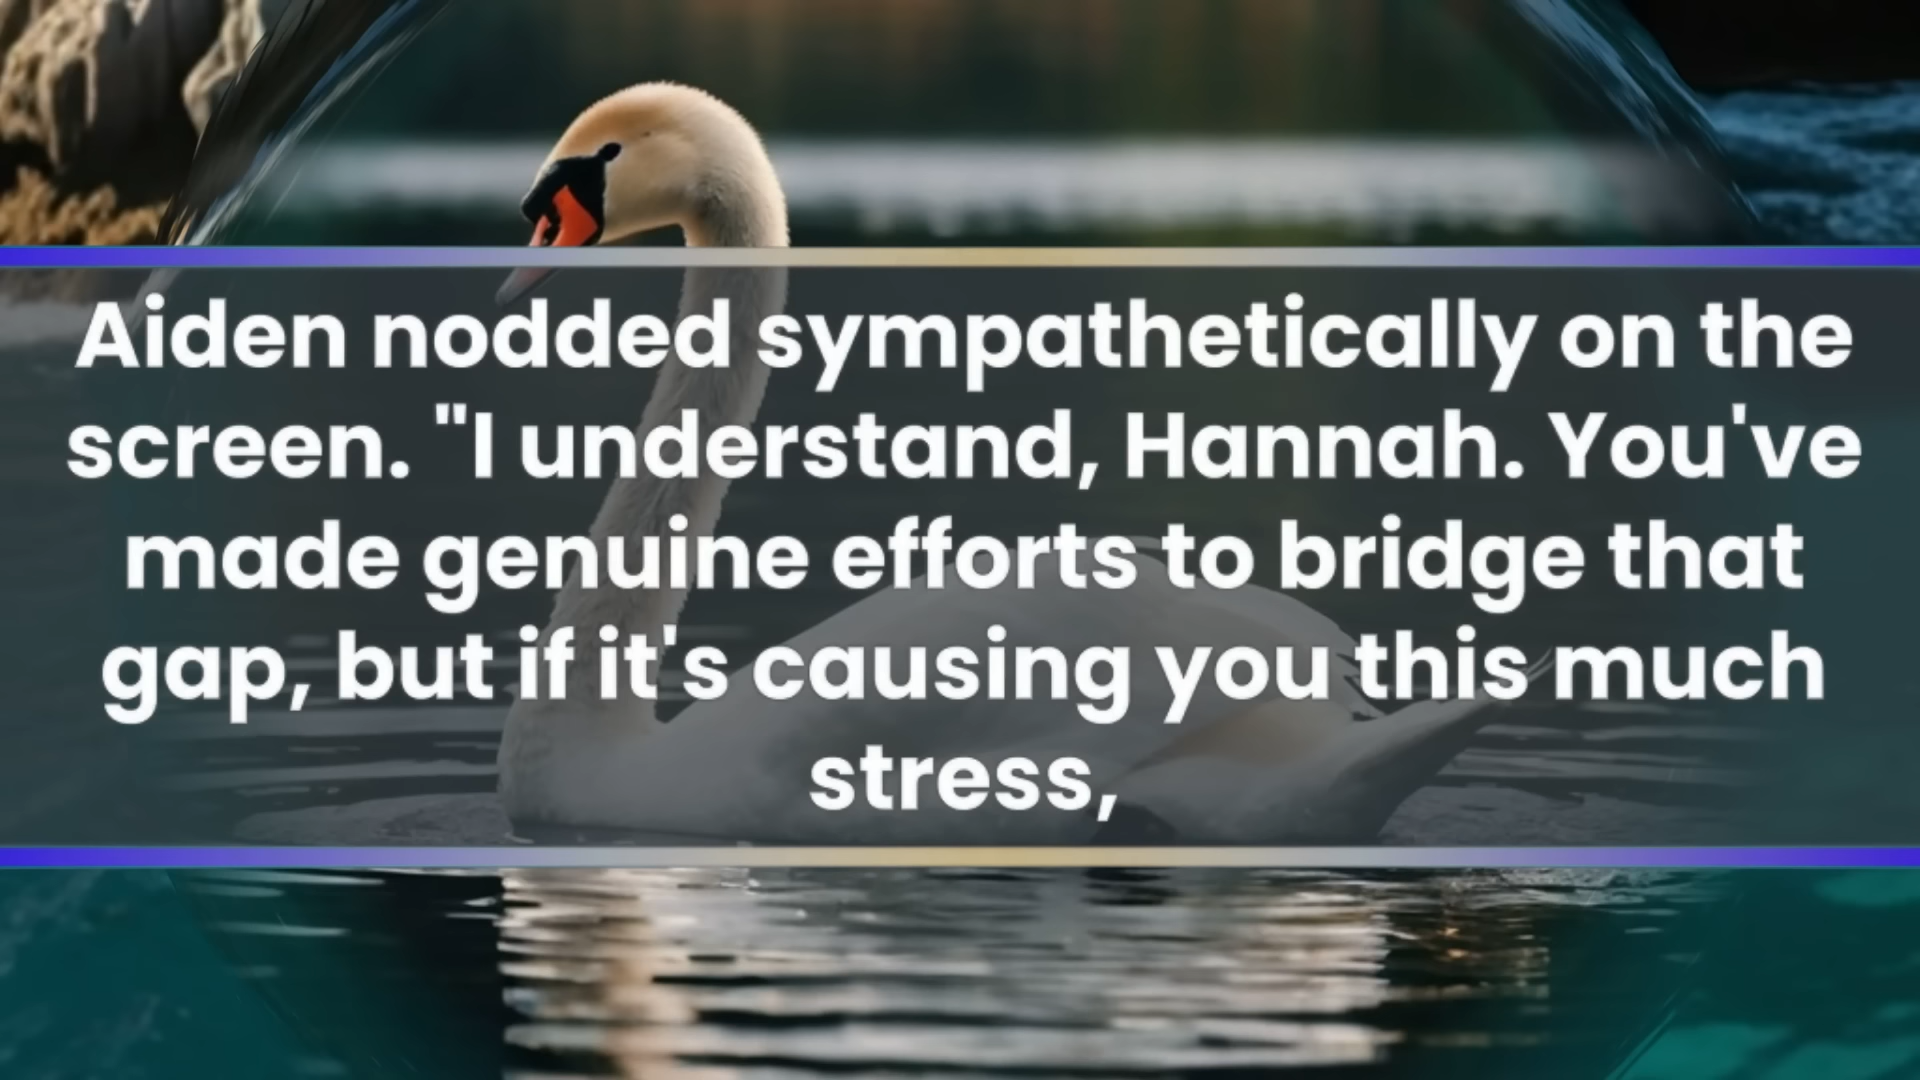 Aiden nodded sympathetically on the
screen. "I understand, Hannah. You've
made genuine efforts to bridge that
gap, but if it's causing you this much
stress,